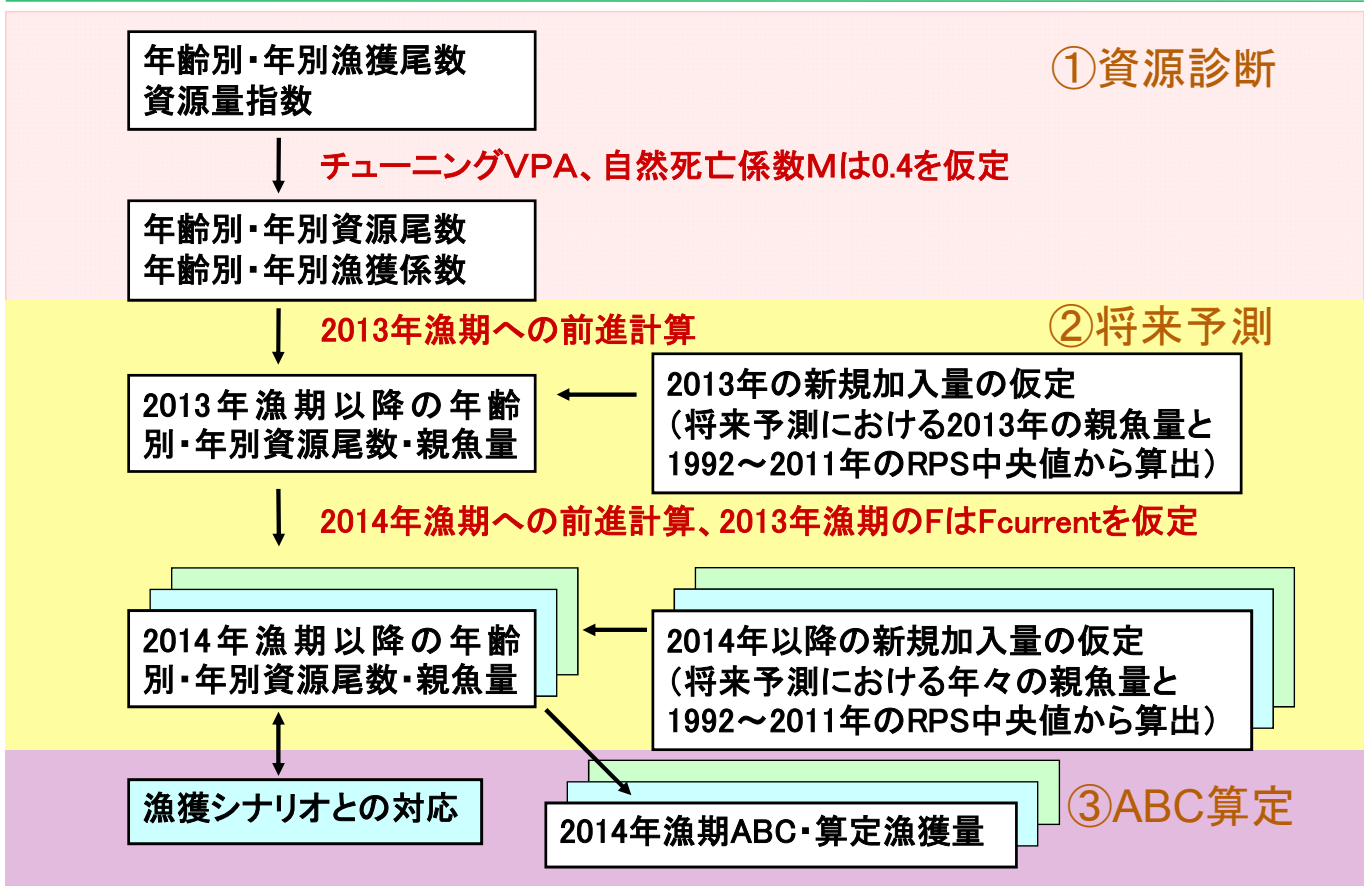 年齢別・年別漁獲尾数
資源量指数
①資源診断
チューニングVPA、自然死亡係数Mは0.4を仮定
年齢別・年別資源尾数
年齢別・年別漁獲係数
2013年漁期への前進計算
②将来予測
2013年漁期以降の年齢
別・年別資源尾数・親魚量
2013年の新規加入量の仮定
（将来予測における2013年の親魚量と
1992～2011年のRPS中央値から算出）
2014年漁期への前進計算、2013年漁期のFはFcurrentを仮定
2014年漁期以降の年齢
別・年別資源尾数・親魚量
2014年以降の新規加入量の仮定
（将来予測における年々の親魚量と
1992～2011年のRPS中央値から算出）
漁獲シナリオとの対応
③ABC算定
2014年漁期ABC・算定漁獲量